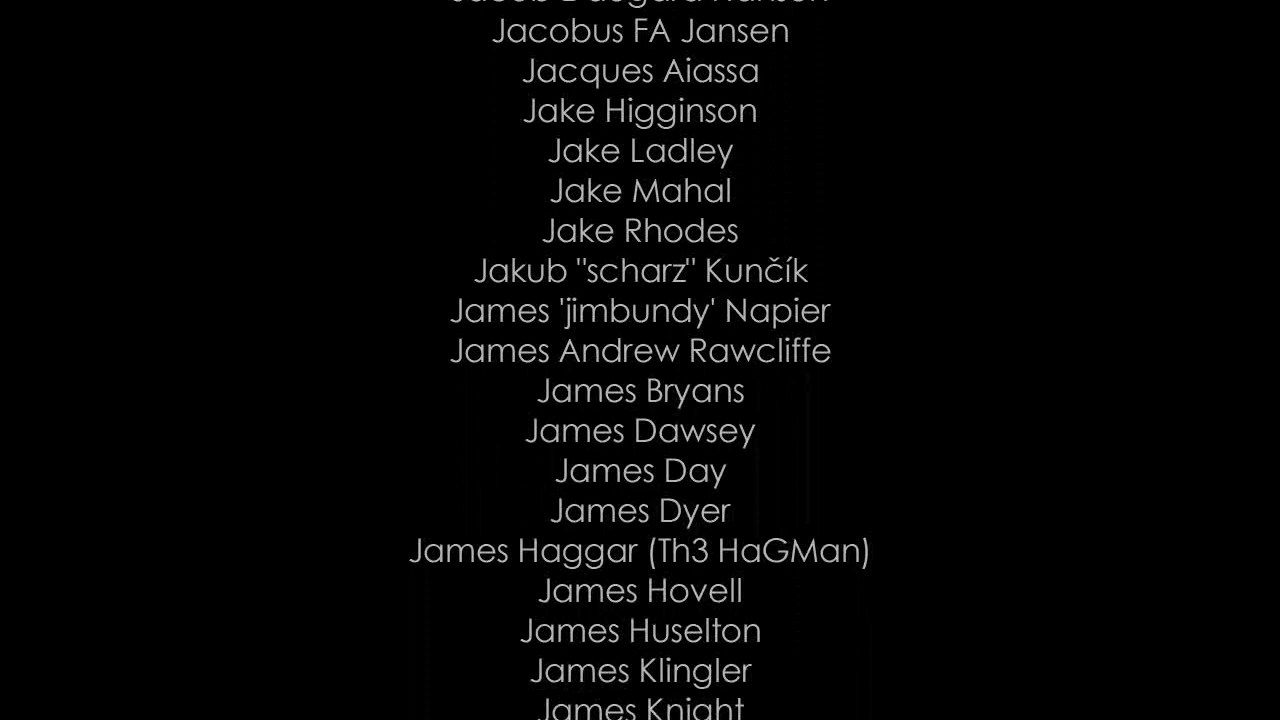 Jacobus FA Jansen
Jacques Aiassa
Jake Higginson
Jake Ladley
Jake Mahal
Jake Rhodes
Jakub "scharz" Kunčík
James 'jimbundy' Napier
James Andrew Rawcliffe
James Bryans
James Dawsey
James Day
James Dyer
James Haggar (Th3 HaGMan)
James Hovell
James Huselton
James Klingler
James Knight